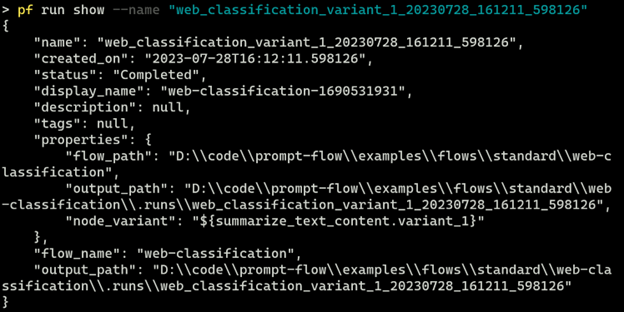 > pf run show --name "web_classification_variant_1_20230728_161211_598126"
{
    "name": "web_classification_variant_1_20230728_161211_598126",
    "created_on": "2023-07-28T16:12:11.598126",
    "status": "Completed",
    "display_name": "web-classification-1690531931",
    "description": null,
    "tags": null,
    "properties": {
        "flow_path": "D:\\code\\prompt-flow\\examples\\flows\\standard\\web-c
lassification",
        "output_path": "D:\\code\\prompt-flow\\examples\\flows\\standard\\web
-classification\\.runs\\web_classification_variant_1_20230728_161211_598126",
        "node_variant": "${summarize_text_content.variant_1}"
    },
    "flow_name": "web-classification",
    "output_path": "D:\\code\\prompt-flow\\examples\\flows\\standard\\web-cla
ssification\\.runs\\web_classification_variant_1_20230728_161211_598126"
}